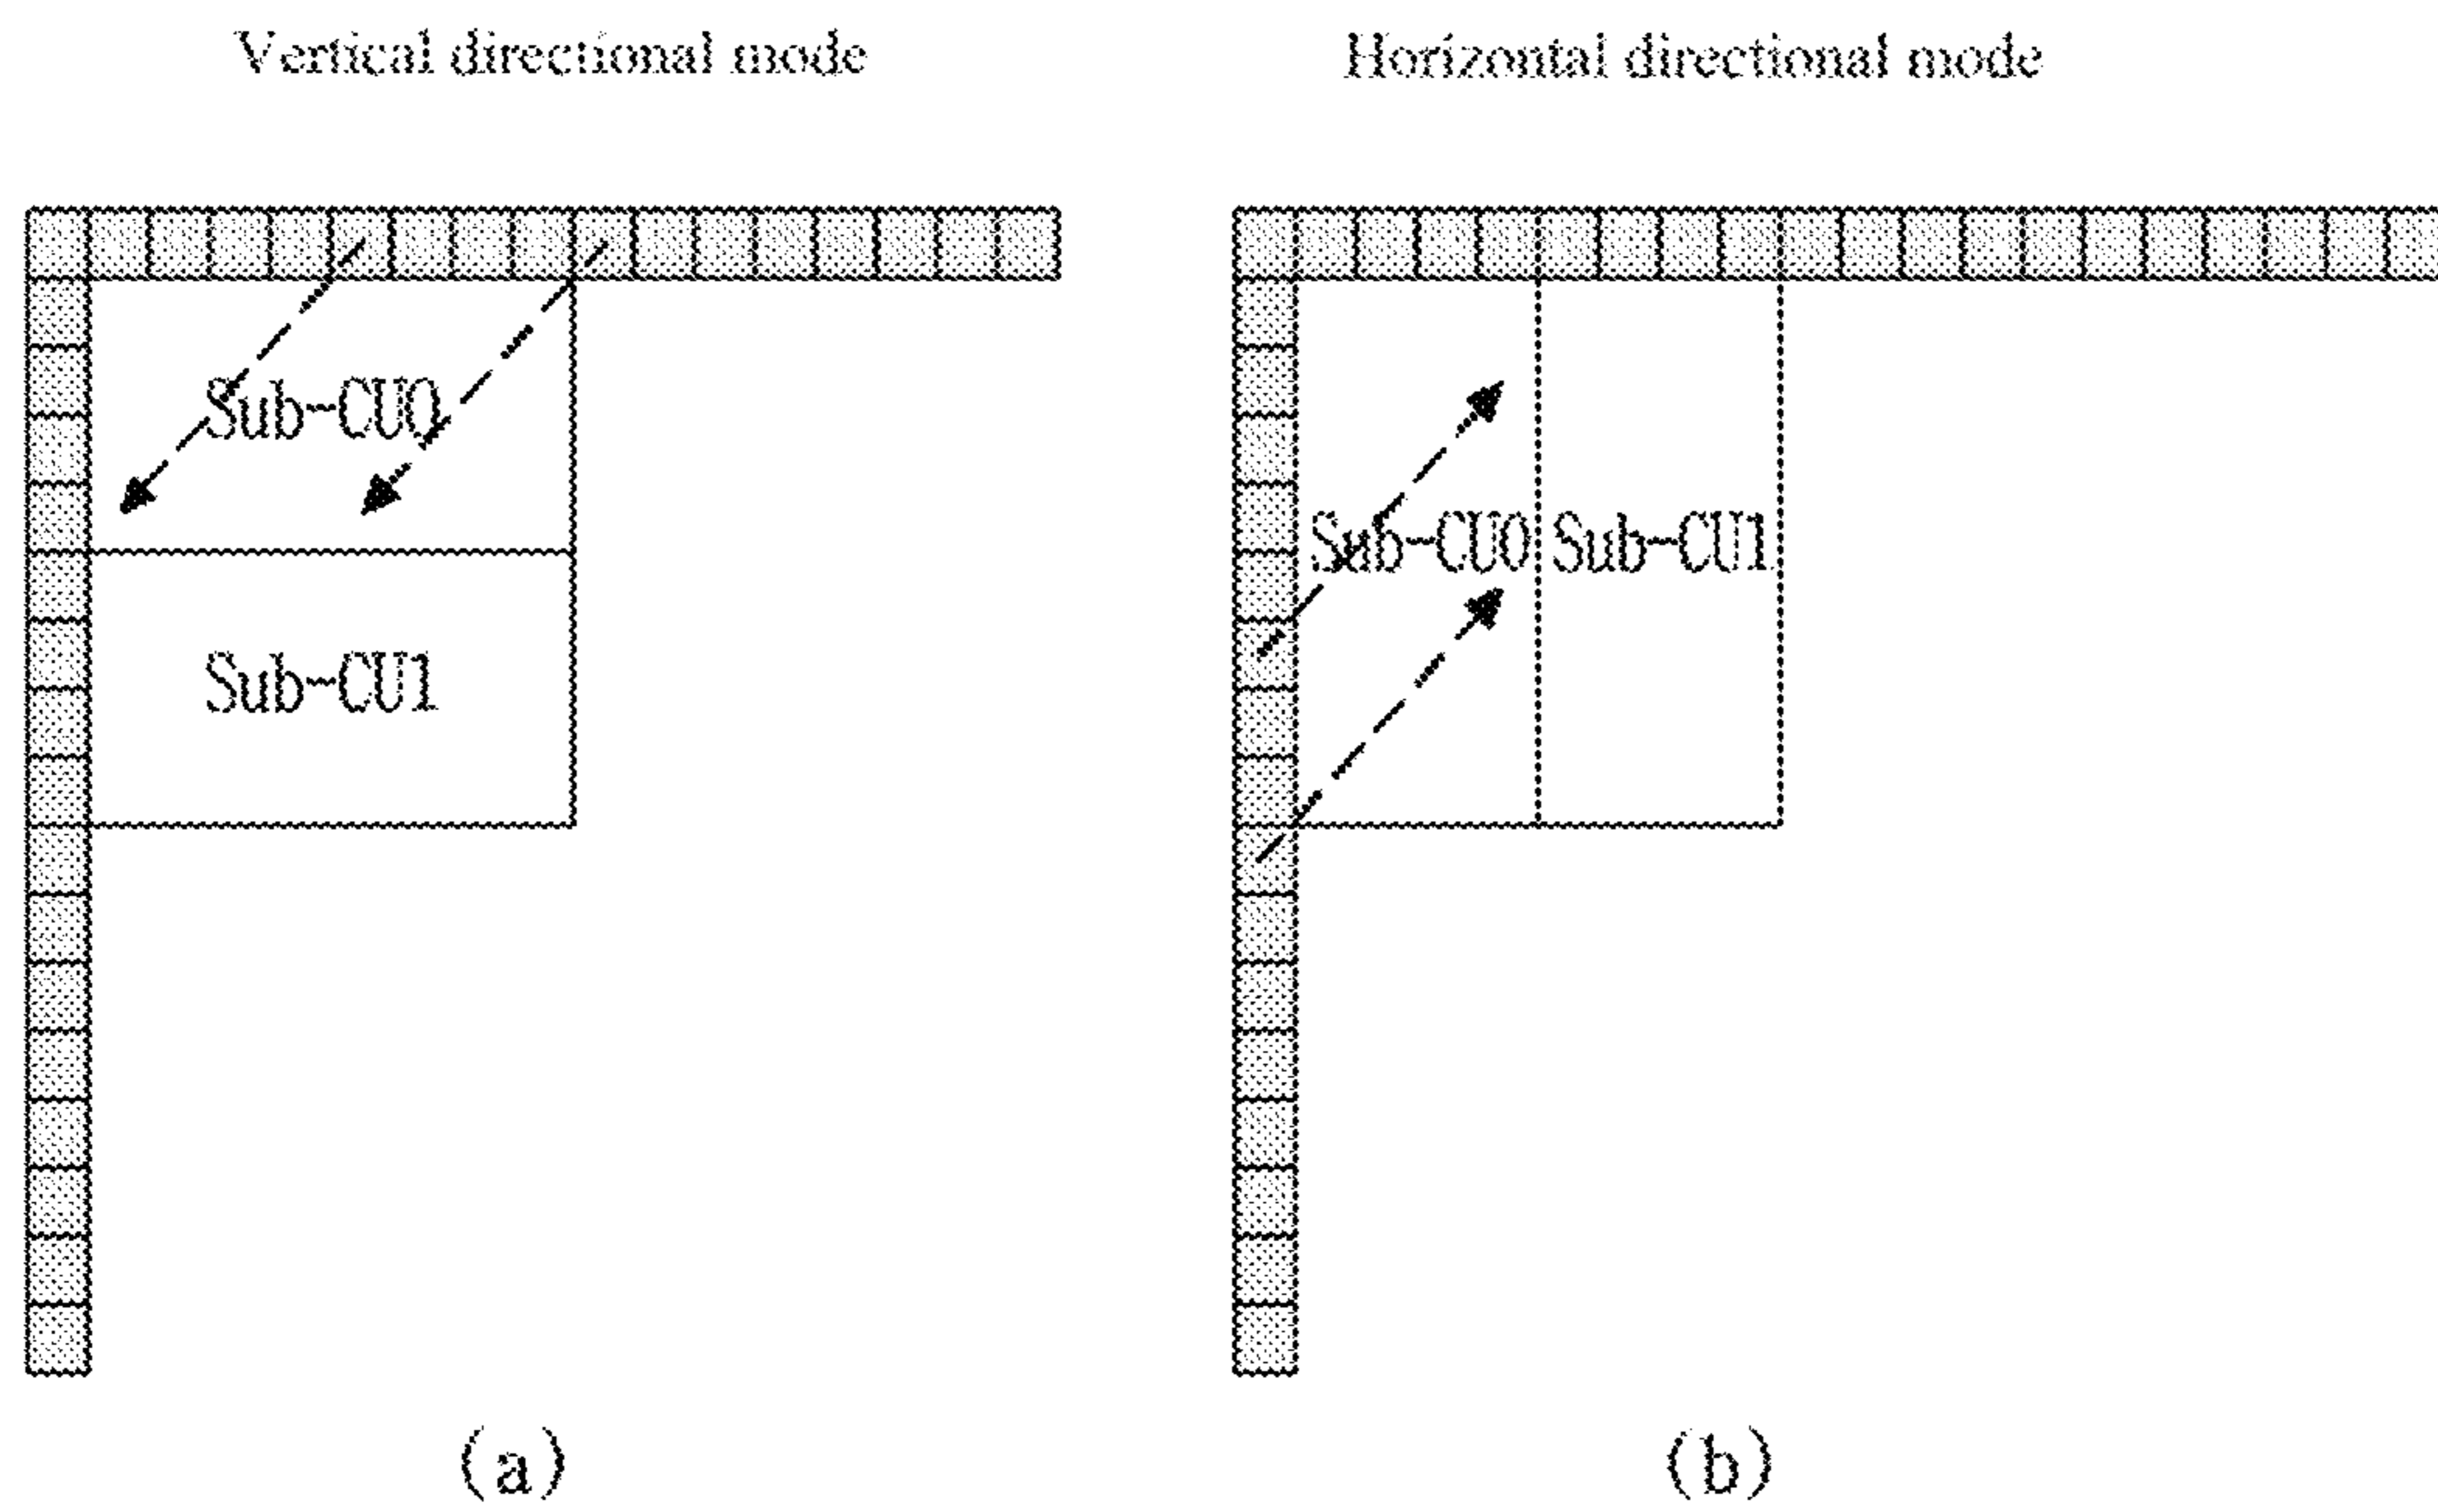 Vertical directional mode
Horizontal directional mode
Sub-CU0
Sub-CU1
Sub-CU0
Sub-CU1
(a)
(b)